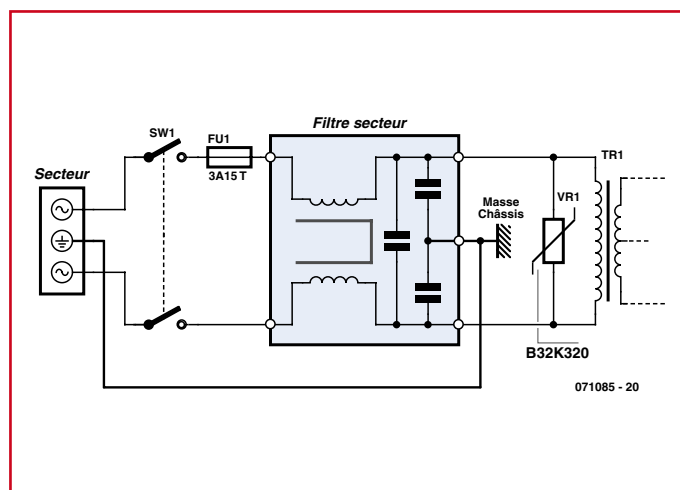 Filtre secteur
SW1
FU1
3A15 T
Secteur
Masse
Châssis
TR1
VR1
B32K320
071085 - 20